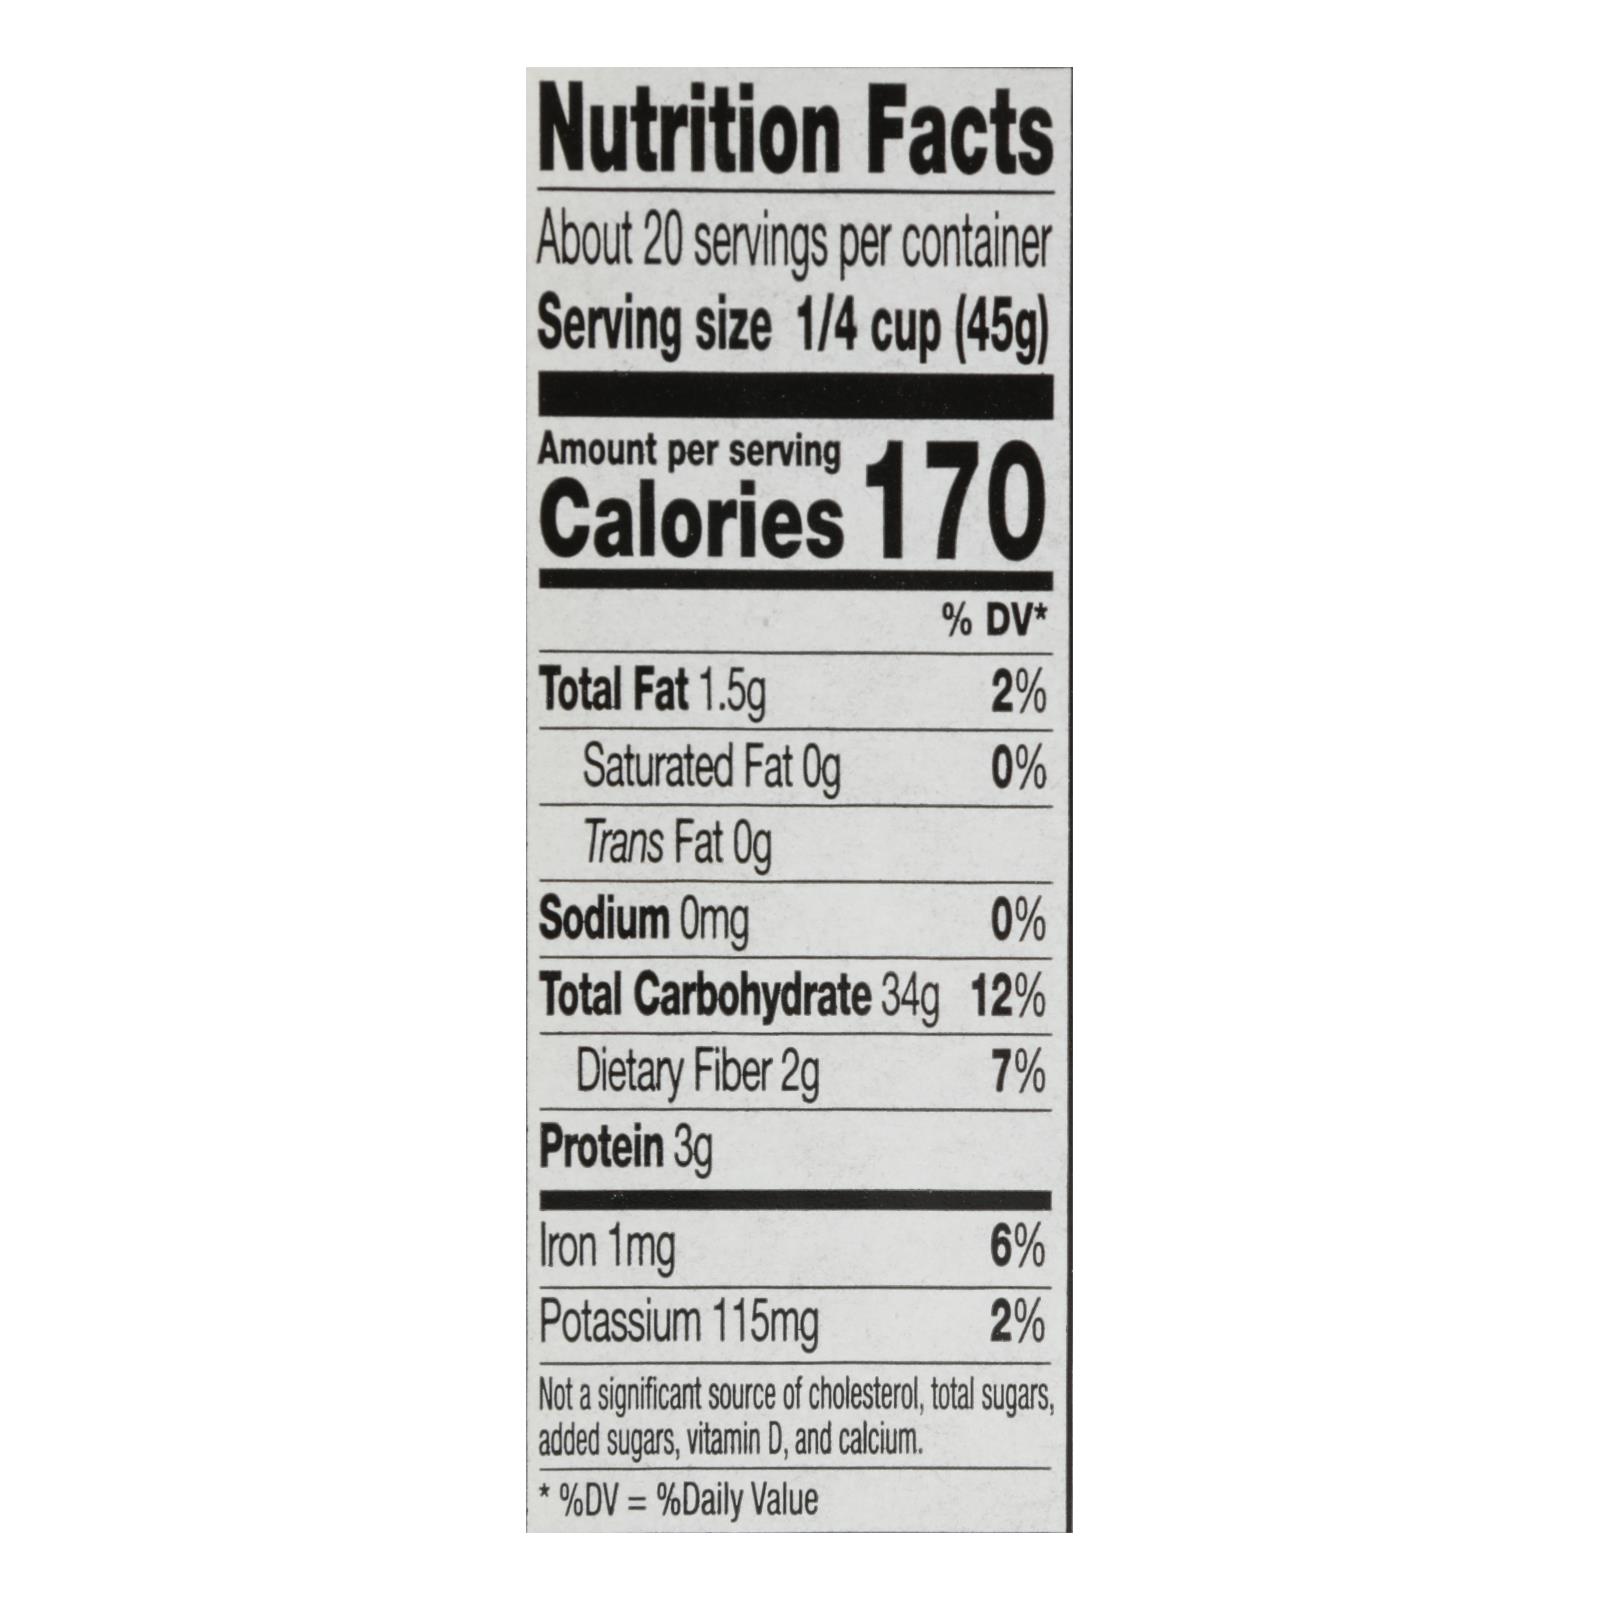 Nutrition Facts
About 20 servings per container
Serving size 1/4 cup (45g)
Amount per serving
Calories 170
% DV*
Total Fat 1.5g 2%
Saturated Fat 0g 0%
Trans Fat 0g
Sodium 0mg 0%
Total Carbohydrate 34g 12%
Dietary Fiber 2g 7%
Protein 3g
Iron 1mg 6%
Potassium 115mg 2%
Not a significant source of cholesterol, total sugars,
added sugars, vitamin D, and calcium.
* %DV = %Daily Value